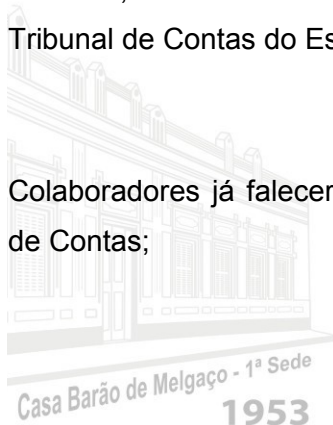 Tribunal de Contas do Es
Colaboradores já falecer
de Contas;
Casa Barão de Melgaço - 1ª Sede
1953